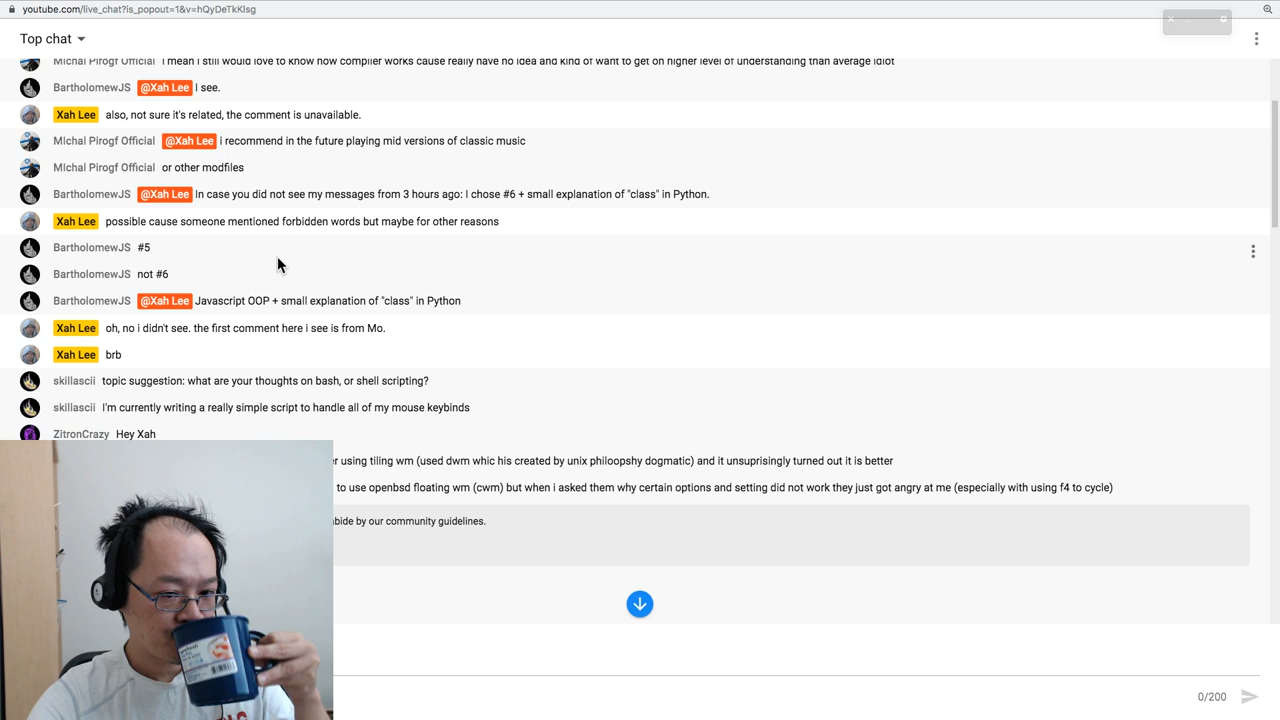 youtube.com/live_chat?is_popout=1&v=hQyDeTkKlsg
Top chat
MIchal Pirogf Official I mean I still would love to know how compiler works cause really have no idea and kind of want to get on higher level of understanding than average idiot
BartholomewJS @Xah Lee I see.
Xah Lee also, not sure it's related, the comment is unavailable.
MIchal Pirogf Official @Xah Lee i recommend in the future playing mid versions of classic music
MIchal Pirogf Official or other modfiles
BartholomewJS @Xah Lee In case you did not see my messages from 3 hours ago: I chose #6 + small explanation of "class" in Python.
Xah Lee possible cause someone mentioned forbidden words but maybe for other reasons
BartholomewJS #5
BartholomewJS not #6
BartholomewJS @Xah Lee Javascript OOP + small explanation of "class" in Python
Xah Lee oh, no i didn't see. the first comment here i see is from Mo.
Xah Lee brb
skillascii topic suggestion: what are your thoughts on bash, or shell scripting?
skillascii I'm currently writing a really simple script to handle all of my mouse keybinds
ZitronCrazy Hey Xah
er using tiling wm (used dwm whic his created by unix philoopshy dogmatic) and it unsuprisingly turned out it is better
to use openbsd floating wm (cwm) but when i asked them why certain options and setting did not work they just got angry at me (especially with using f4 to cycle)
abide by our community guidelines.
0/200